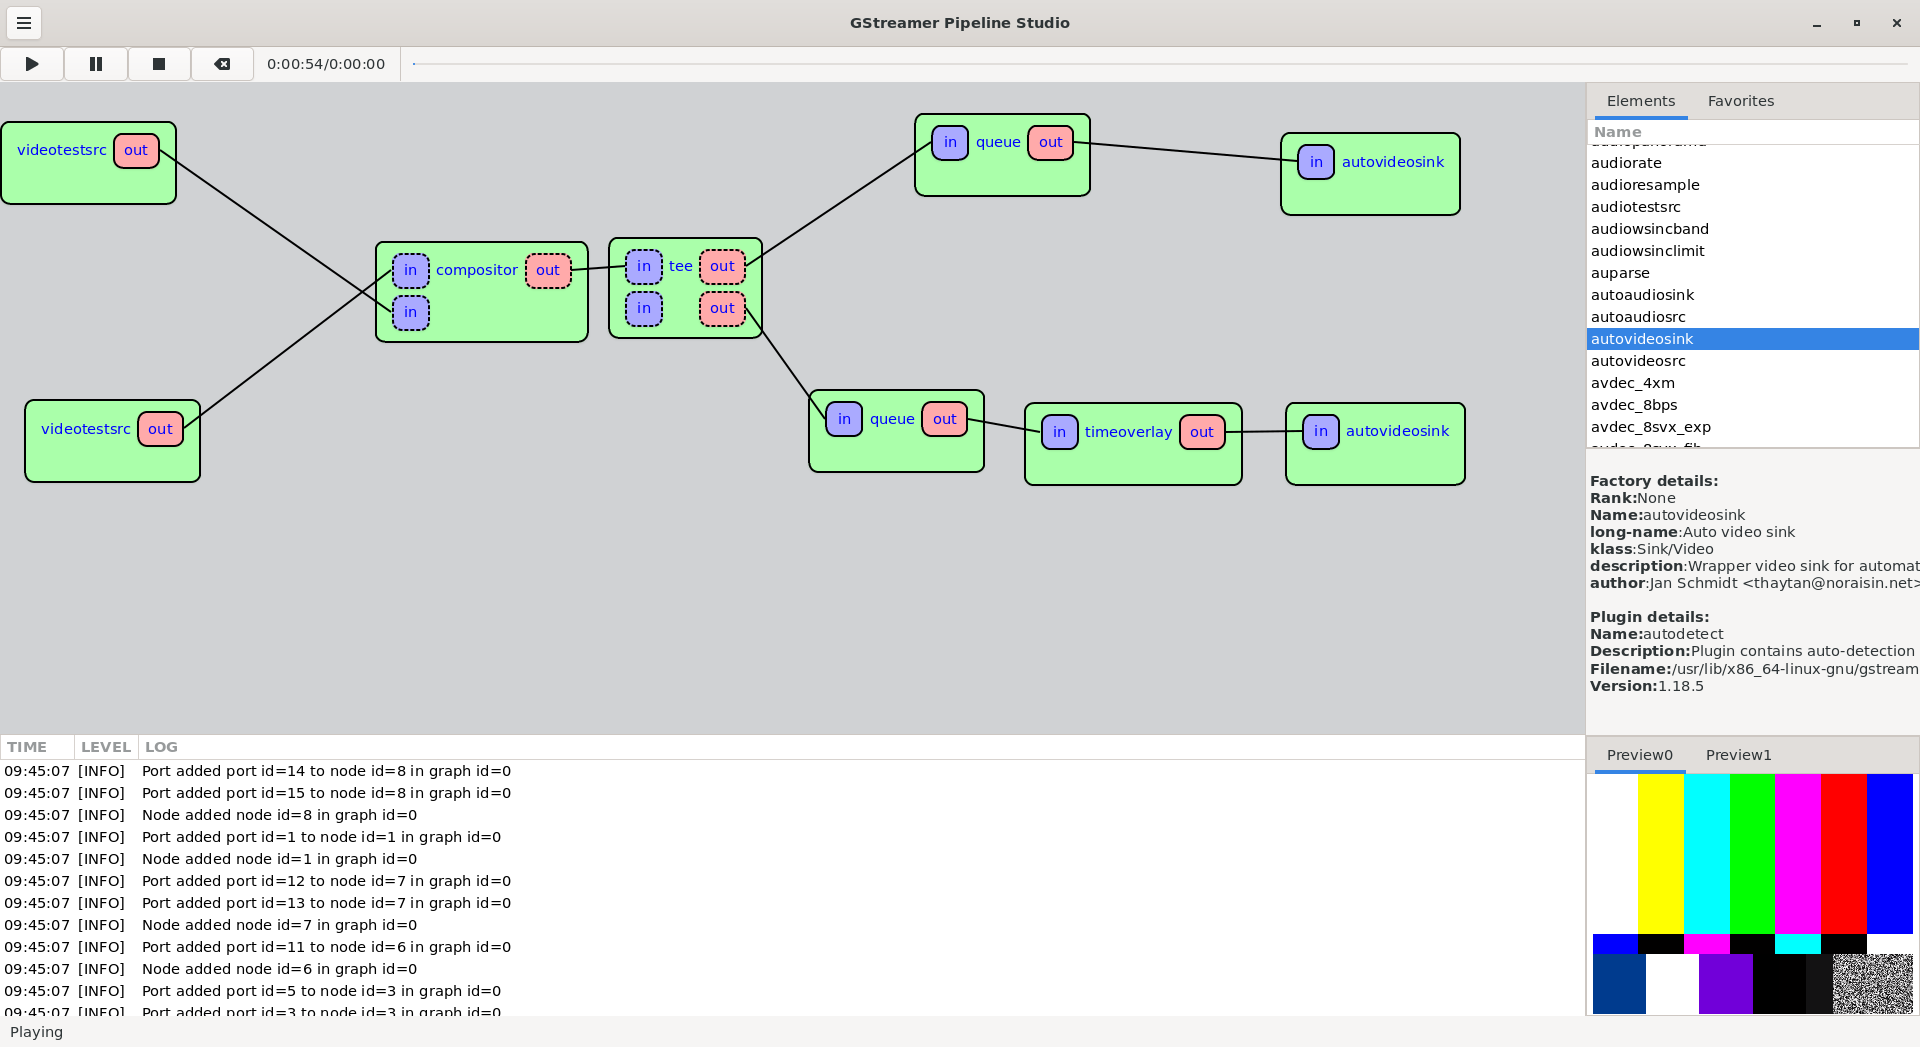 GStreamer Pipeline Studio
0:00:54/0:00:00
videotestsrc out
in queue out
in autovideosink
in compositor out
in
in tee out
in out
videotestsrc out
in queue out
in timeoverlay out
in autovideosink
Elements Favorites
Name
audiorate
audioresample
audiotestsrc
audiowsincband
audiowsinclimit
auparse
autoaudiosink
autoaudiosrc
autovideosink
autovideosrc
avdec_4xm
avdec_8bps
avdec_8svx_exp
Factory details:
Rank:None
Name:autovideosink
long-name:Auto video sink
klass:Sink/Video
description:Wrapper video sink for automat
author:Jan Schmidt <thaytan@noraisin.net>
Plugin details:
Name:autodetect
Description:Plugin contains auto-detection
Filename:/usr/lib/x86_64-linux-gnu/gstream
Version:1.18.5
TIME LEVEL LOG
09:45:07 [INFO] Port added port id=14 to node id=8 in graph id=0
09:45:07 [INFO] Port added port id=15 to node id=8 in graph id=0
09:45:07 [INFO] Node added node id=8 in graph id=0
09:45:07 [INFO] Port added port id=1 to node id=1 in graph id=0
09:45:07 [INFO] Node added node id=1 in graph id=0
09:45:07 [INFO] Port added port id=12 to node id=7 in graph id=0
09:45:07 [INFO] Port added port id=13 to node id=7 in graph id=0
09:45:07 [INFO] Node added node id=7 in graph id=0
09:45:07 [INFO] Port added port id=11 to node id=6 in graph id=0
09:45:07 [INFO] Node added node id=6 in graph id=0
09:45:07 [INFO] Port added port id=5 to node id=3 in graph id=0
09:45:07 [INFO] Port added port id=3 to node id=3 in graph id=0
Preview0 Preview1
Playing